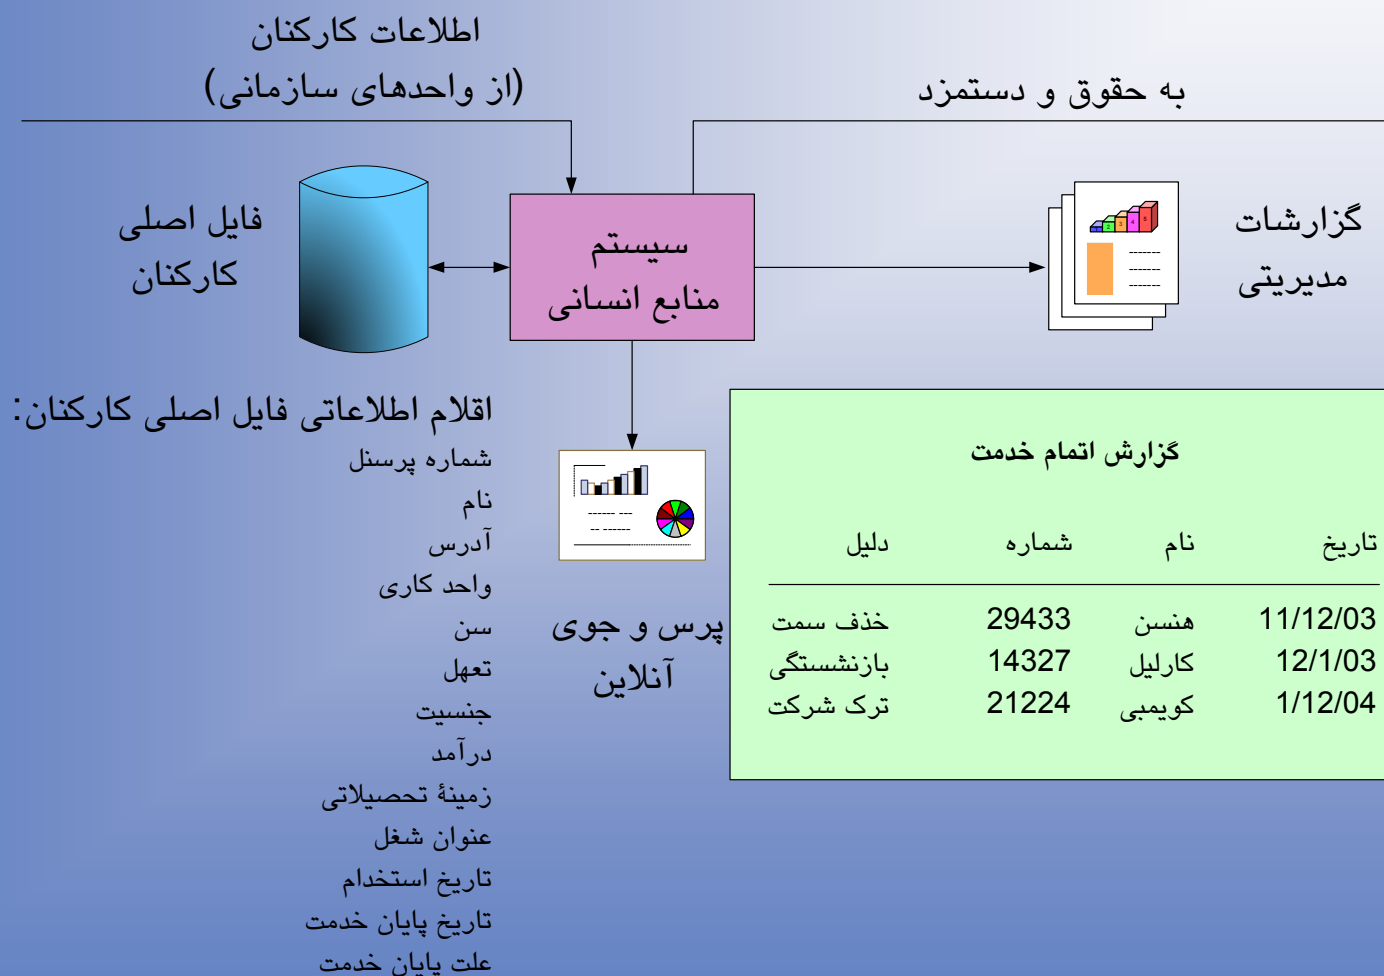 اطلاعات کارکنان
(از واحدهای سازمانی)
به حقوق و دستمزد
فایل اصلی
کارکنان
سیستم
منابع انسانی
گزارشات
مدیریتی
اقلام اطلاعاتی فایل اصلی کارکنان:
شماره پرسنل
نام
آدرس
واحد کاری
سن
تعهل
جنسیت
درآمد
زمینۀ تحصیلاتی
عنوان شغل
تاریخ استخدام
تاریخ پایان خدمت
علت پایان خدمت
پرس و جوی
آنلاین
گزارش اتمام خدمت
تاریخ نام شماره دلیل
11/12/03 هنسن 29433 خذف سمت
12/1/03 کارلیل 14327 بازنشستگی
1/12/04 کویمبی 21224 ترک شرکت